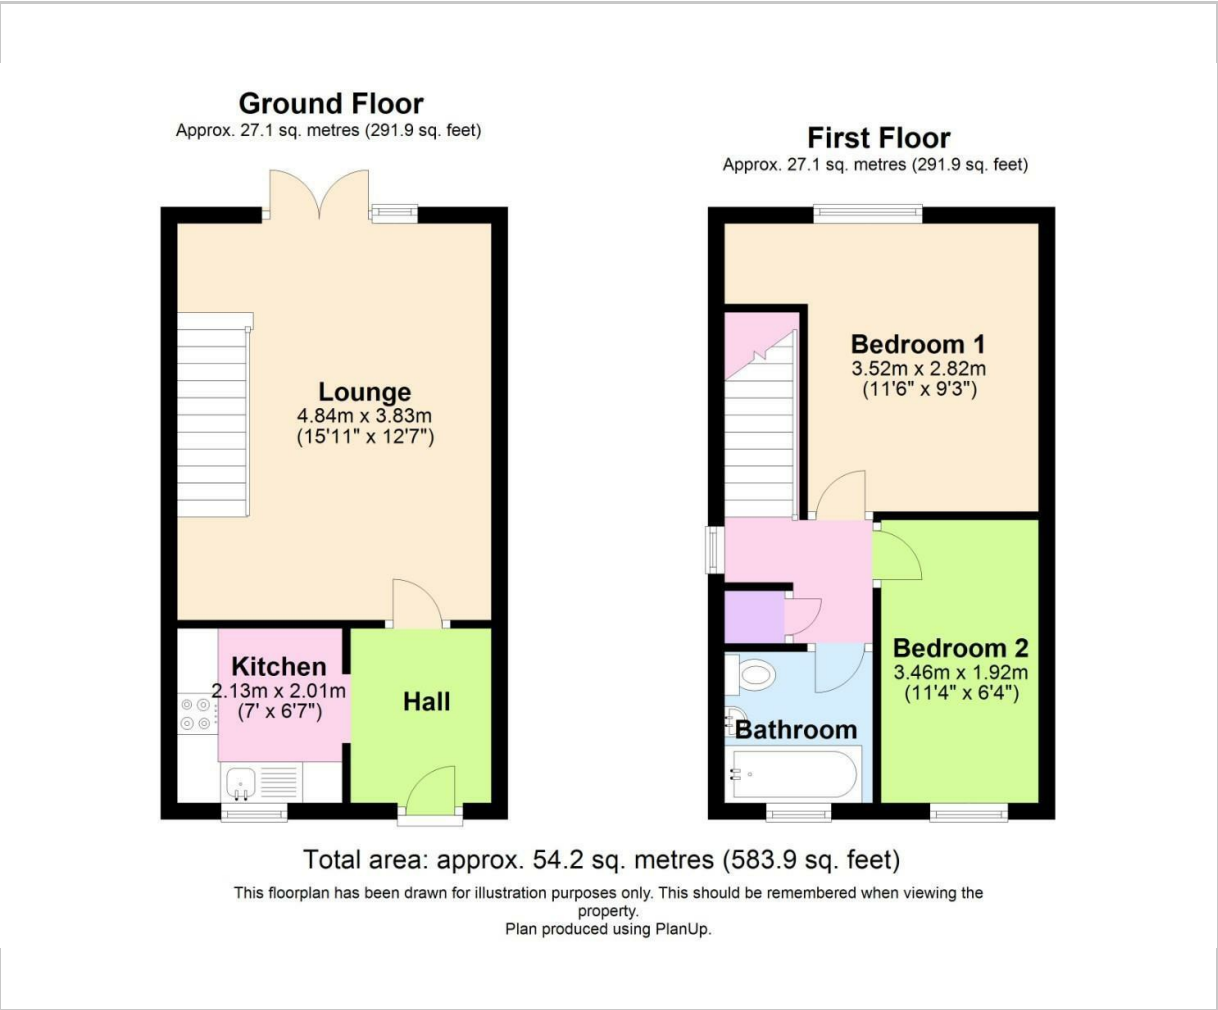 Ground Floor
Approx. 27.1 sq. metres (291.9 sq. feet)
Lounge
4.84m x 3.83m
(15'11" x 12'7")
Kitchen
2.13m x 2.01m
(7' x 6'7")
Hall
First Floor
Approx. 27.1 sq. metres (291.9 sq. feet)
Bedroom 1
3.52m x 2.82m
(11'6" x 9'3")
Bedroom 2
3.46m x 1.92m
(11'4" x 6'4")
Bathroom
Total area: approx. 54.2 sq. metres (583.9 sq. feet)
This floorplan has been drawn for illustration purposes only. This should be remembered when viewing the
property.
Plan produced using PlanUp.